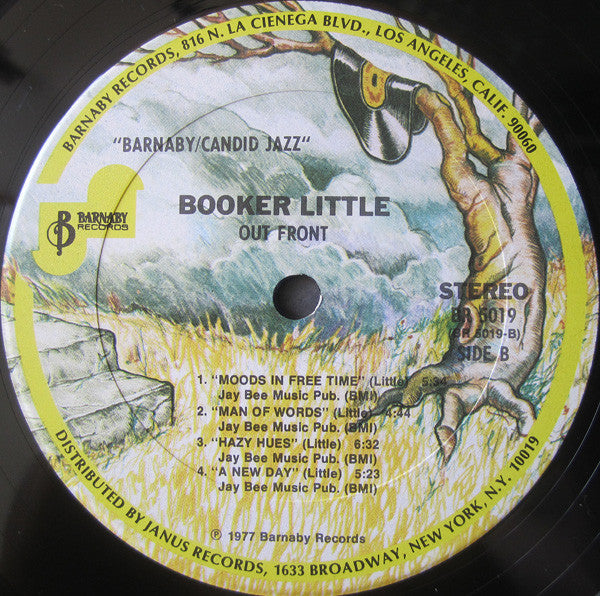 BARNABY RECORDS, 816 N. LA CIENEGA BLVD., LOS ANGELES, CALIF. 90060
"BARNABY/CANDID JAZZ"
B BARNABY
RECORDS
BOOKER LITTLE
OUT FRONT
STEREO
BR 5019
(BR 5019-B)
SIDE B
1. "MOODS IN FREE TIME" (Little) 5:34
Jay Bee Music Pub. (BMI)
2. "MAN OF WORDS" (Little) 4:44
Jay Bee Music Pub. (BMI)
3. "HAZY HUES" (Little) 6:32
Jay Bee Music Pub. (BMI)
4. "A NEW DAY" (Little) 5:23
Jay Bee Music Pub. (BMI)
℗ 1977 Barnaby Records
DISTRIBUTED BY JANUS RECORDS, 1633 BROADWAY, NEW YORK, N.Y. 10019